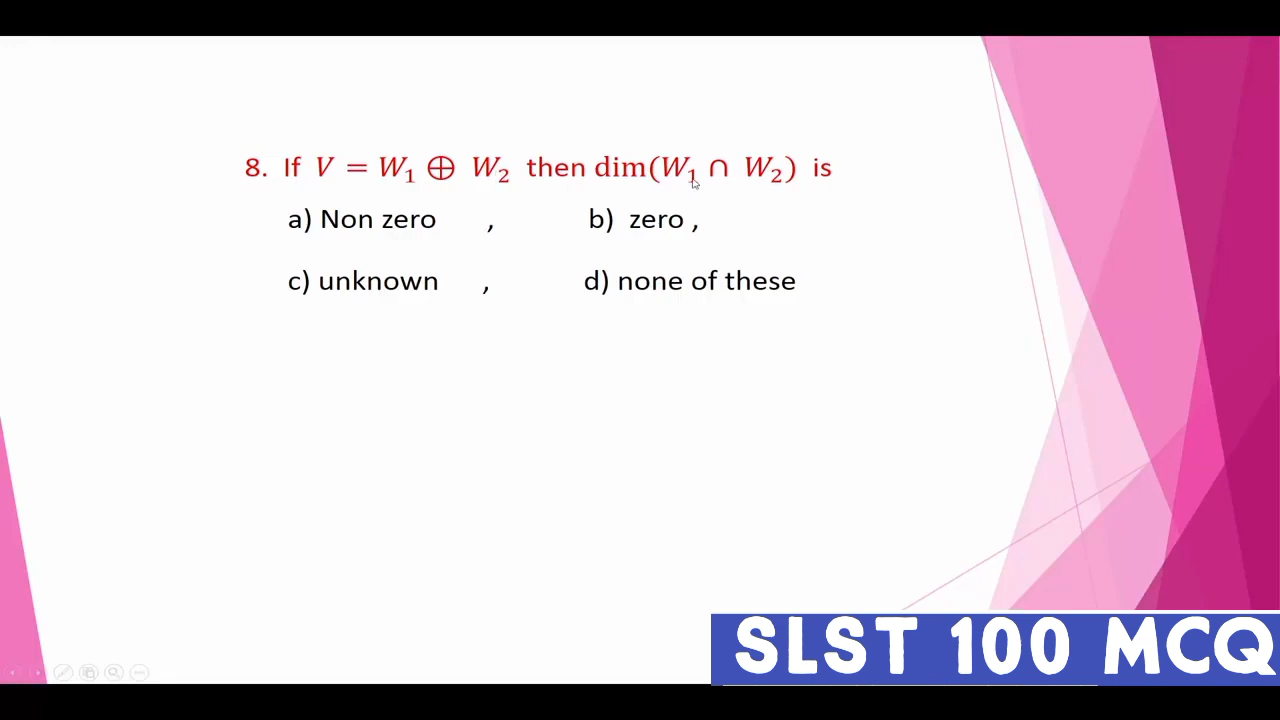 8. If V = W₁ ⊕ W₂ then dim(W₁ ∩ W₂) is
a) Non zero , b) zero ,
c) unknown , d) none of these
SLST 100 MCQ